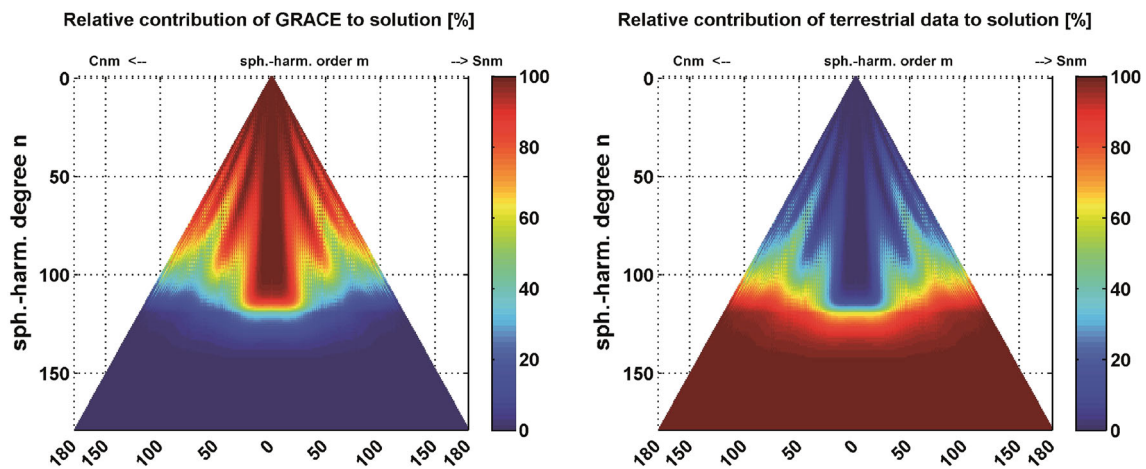 Relative contribution of GRACE to solution [%]
Cnm <-- sph.-harm. order m --> Snm
0
50
100
150
sph.-harm. degree n
180 150 100 50 0 50 100 150 180
100
80
60
40
20
0
Relative contribution of terrestrial data to solution [%]
Cnm <-- sph.-harm. order m --> Snm
0
50
100
150
sph.-harm. degree n
180 150 100 50 0 50 100 150 180
100
80
60
40
20
0